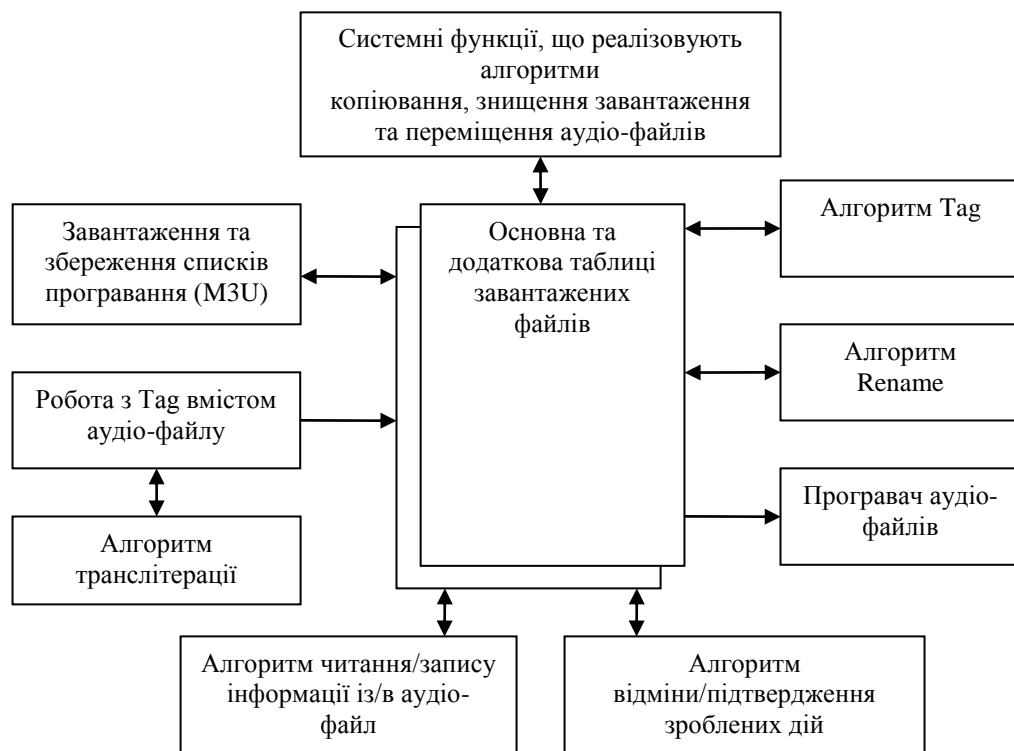 Системні функції, що реалізовують
алгоритми
копіювання, знищення завантаження
та переміщення аудіо-файлів
Завантаження та
збереження списків
програвання (M3U)
Основна та
додаткова таблиці
завантажених
файлів
Алгоритм Tag
Алгоритм
Rename
Робота з Tag вмістом
аудіо-файлу
Програвач аудіо-
файлів
Алгоритм
транслітерації
Алгоритм читання/запису
інформації із/в аудіо-
файл
Алгоритм
відміни/підтвердження
зроблених дій